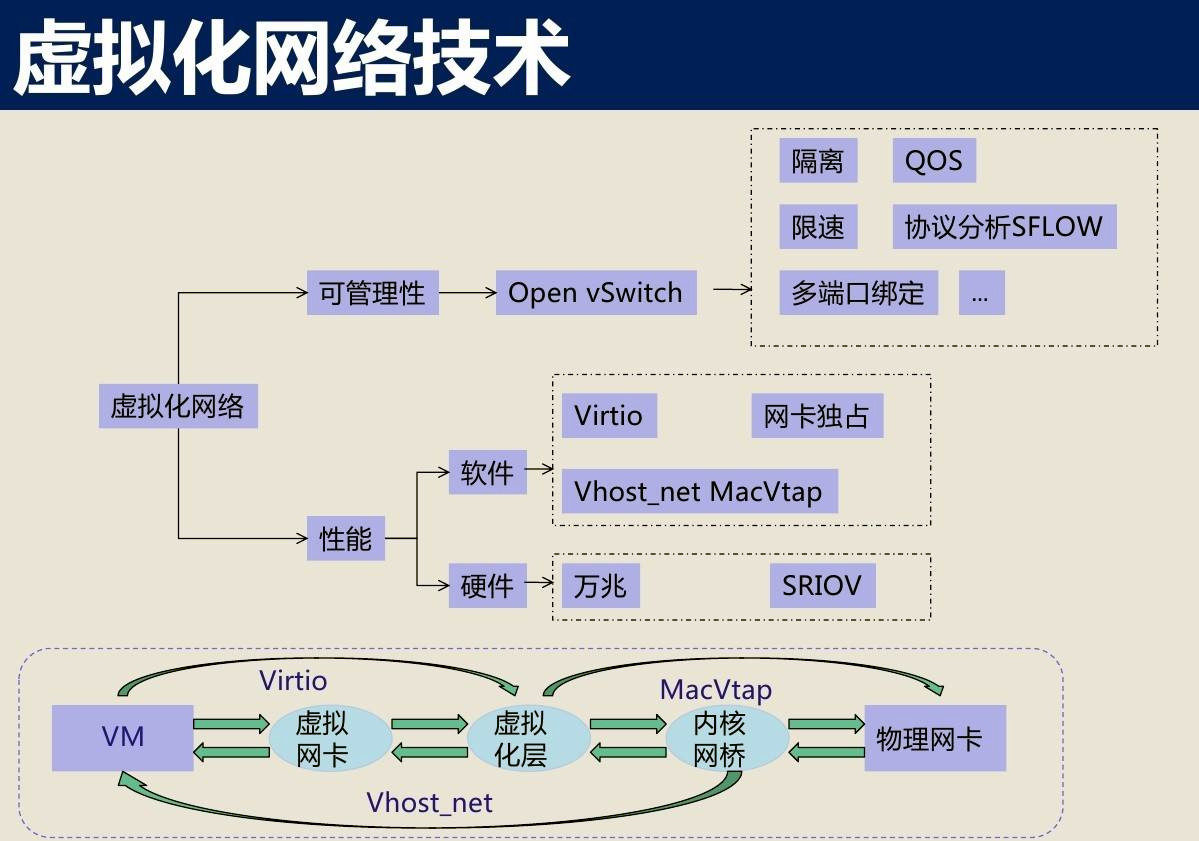 虚拟化网络技术
隔离
QOS
限速
协议分析SFLOW
可管理性
Open vSwitch
多端口绑定
...
虚拟化网络
Virtio
网卡独占
软件
Vhost_net MacVtap
性能
硬件
万兆
SRIOV
Virtio
MacVtap
VM
虚拟
网卡
虚拟
化层
内核
网桥
物理网卡
Vhost_net